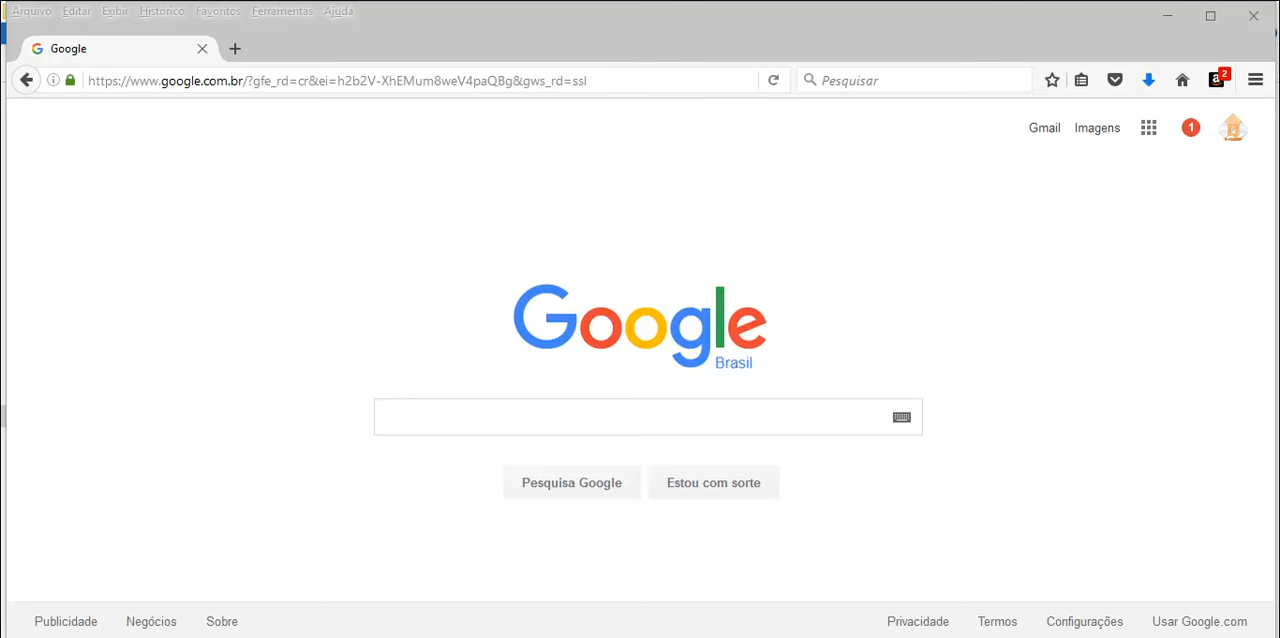 Arquivo Editar Exibir Histórico Favoritos Ferramentas Ajuda
Google
https://www.google.com.br/?gfe_rd=cr&ei=h2b2V-XhEMum8weV4paQBg&gws_rd=ssl Pesquisar a 2
Gmail Imagens 1
Google
Brasil
Pesquisa Google Estou com sorte
Publicidade Negócios Sobre Privacidade Termos Configurações Usar Google.com